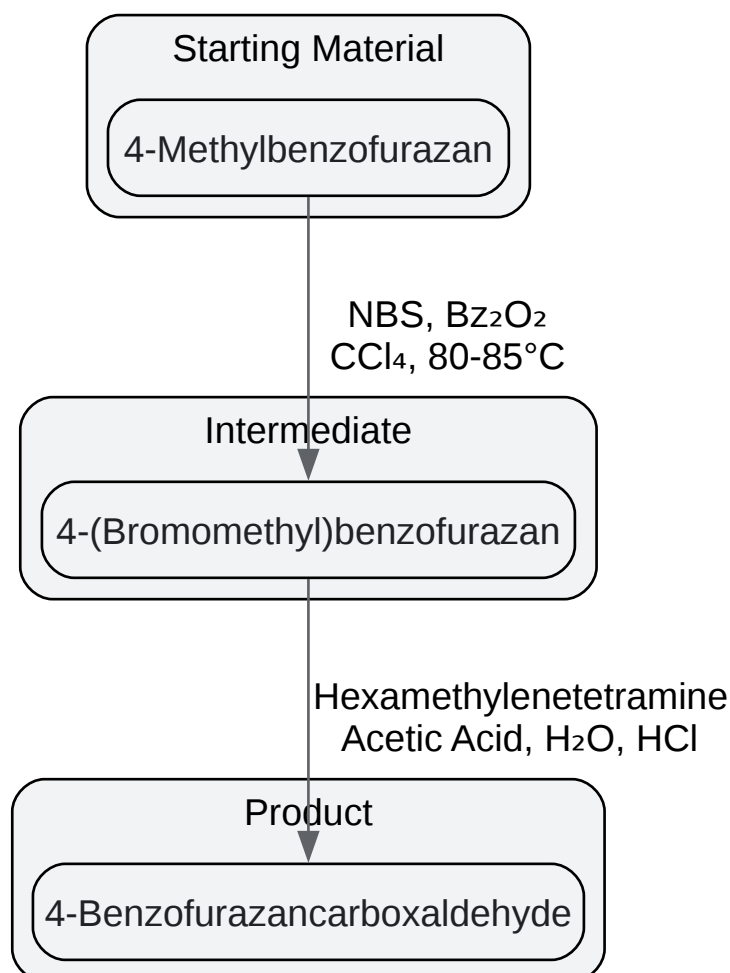 Starting Material
4-Methylbenzofurazan
NBS, Bz₂O₂
CCl₄, 80-85°C
Intermediate
4-(Bromomethyl)benzofurazan
Hexamethylenetetramine
Acetic Acid, H₂O, HCl
Product
4-Benzofurazancarboxaldehyde